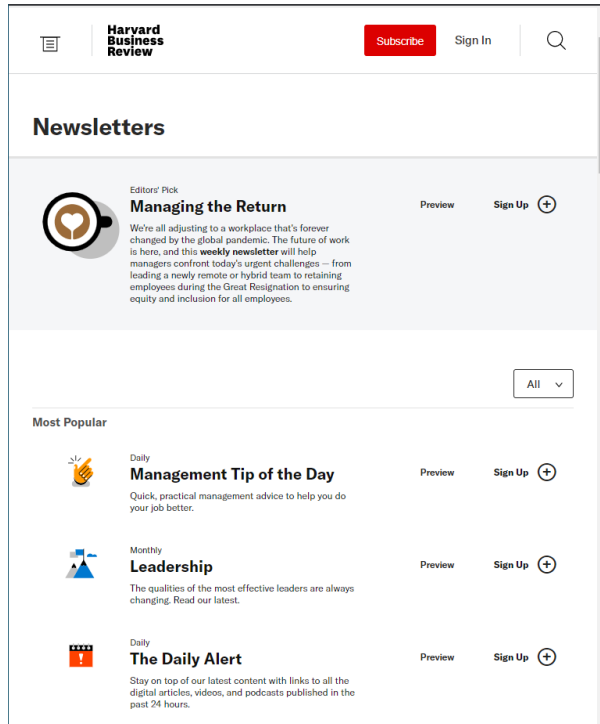 Harvard
Business
Review
Subscribe
Sign In
Newsletters
Editors' Pick
Managing the Return
Preview
Sign Up
We're all adjusting to a workplace that's forever
changed by the global pandemic. The future of work
is here, and this weekly newsletter will help
managers confront today's urgent challenges — from
leading a newly remote or hybrid team to retaining
employees during the Great Resignation to ensuring
equity and inclusion for all employees.
All
Most Popular
Daily
Management Tip of the Day
Preview
Sign Up
Quick, practical management advice to help you do
your job better.
Monthly
Leadership
Preview
Sign Up
The qualities of the most effective leaders are always
changing. Read our latest.
Daily
The Daily Alert
Preview
Sign Up
Stay on top of our latest content with links to all the
digital articles, videos, and podcasts published in the
past 24 hours.